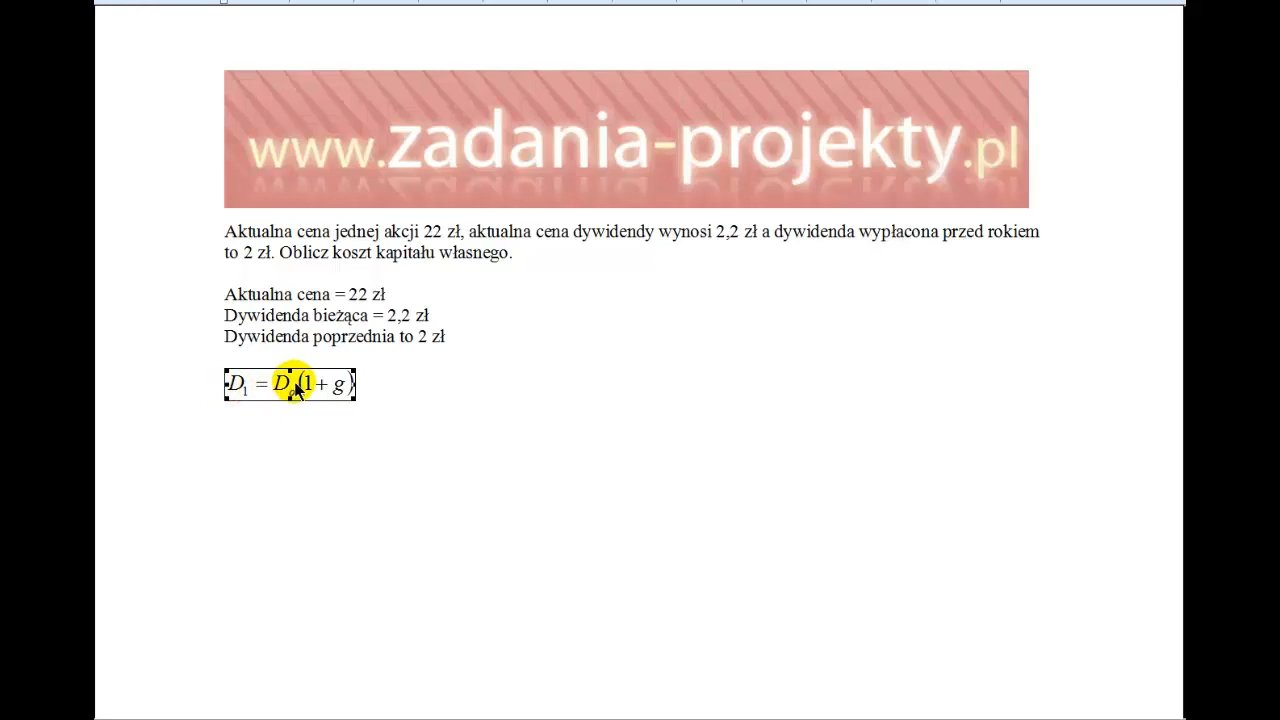 www.zadania-projekty.pl
Aktualna cena jednej akcji 22 zł, aktualna cena dywidendy wynosi 2,2 zł a dywidenda wypłacona przed rokiem
to 2 zł. Oblicz koszt kapitału własnego.
Aktualna cena = 22 zł
Dywidenda bieżąca = 2,2 zł
Dywidenda poprzednia to 2 zł
D₁ = Dₒ(1+ g)